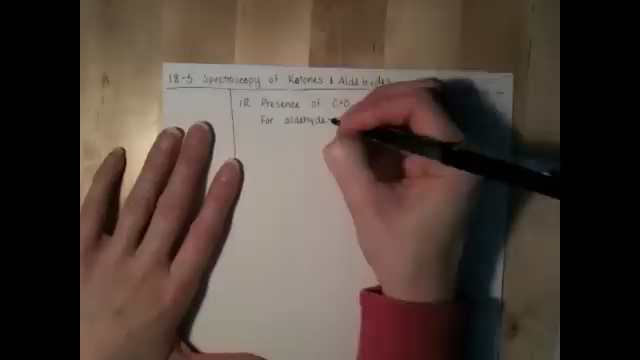 18-5 Spectroscopy of Ketones & Aldehydes
IR Presence of C=O
For aldehyde